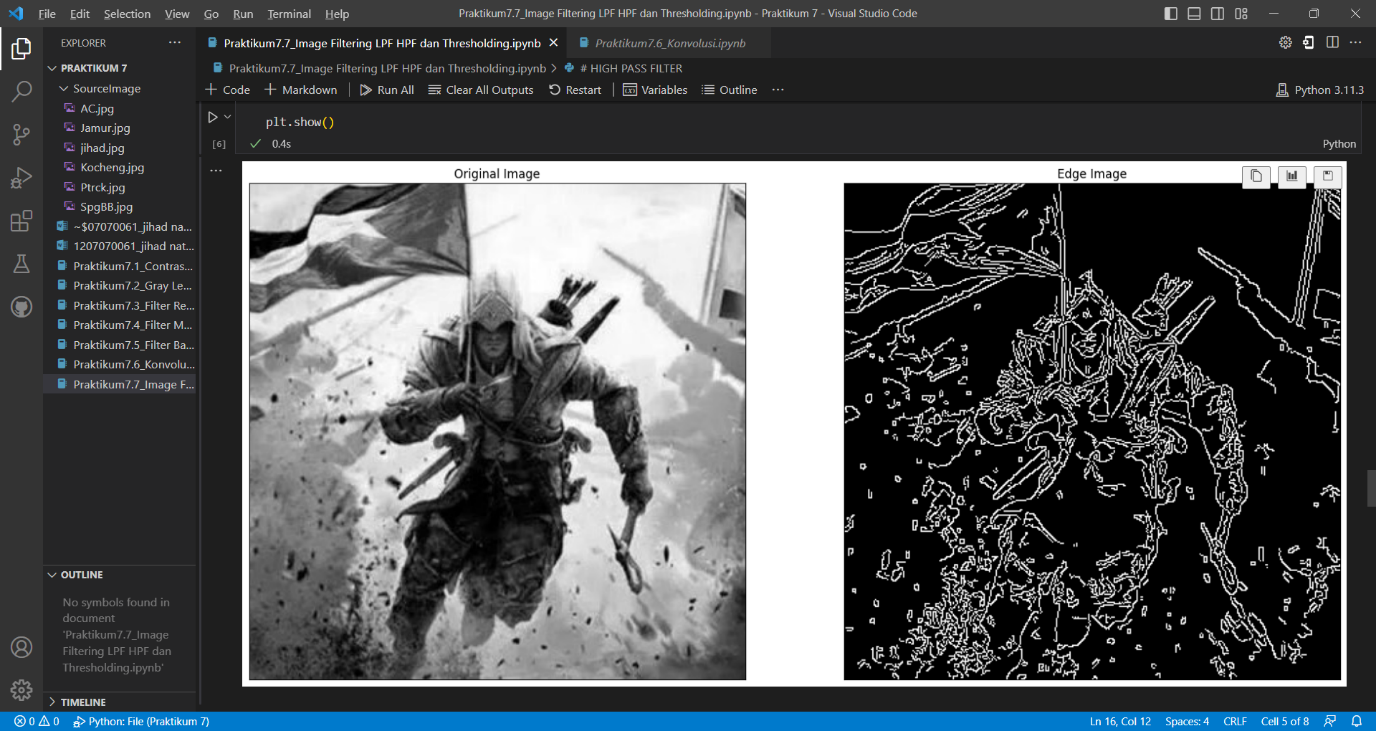 File Edit Selection View Go Run Terminal Help
Praktikum7.7_Image Filtering LPF HPF dan Thresholding.ipynb - Praktikum 7 - Visual Studio Code
EXPLORER
PRAKTIKUM 7
SourceImage
AC.jpg
Jamur.jpg
jihad.jpg
Kocheng.jpg
Ptrck.jpg
SpgBB.jpg
~$07070061_jihad na...
1207070061_jihad nat...
Praktikum7.1_Contras...
Praktikum7.2_Gray Le...
Praktikum7.3_Filter Re...
Praktikum7.4_Filter M...
Praktikum7.5_Filter Ba...
Praktikum7.6_Konvolu...
Praktikum7.7_Image F...
OUTLINE
No symbols found in
document
'Praktikum7.7_Image
Filtering LPF HPF dan
Thresholding.ipynb'
TIMELINE
Praktikum7.7_Image Filtering LPF HPF dan Thresholding.ipynb Praktikum7.6_Konvolusi.ipynb
Praktikum7.7_Image Filtering LPF HPF dan Thresholding.ipynb > # HIGH PASS FILTER
+ Code + Markdown Run All Clear All Outputs Restart Variables Outline ... Python 3.11.3
plt.show()
[6] 0.4s Python
Original Image Edge Image
0 0 Python: File (Praktikum 7) Ln 16, Col 12 Spaces: 4 CRLF Cell 5 of 8